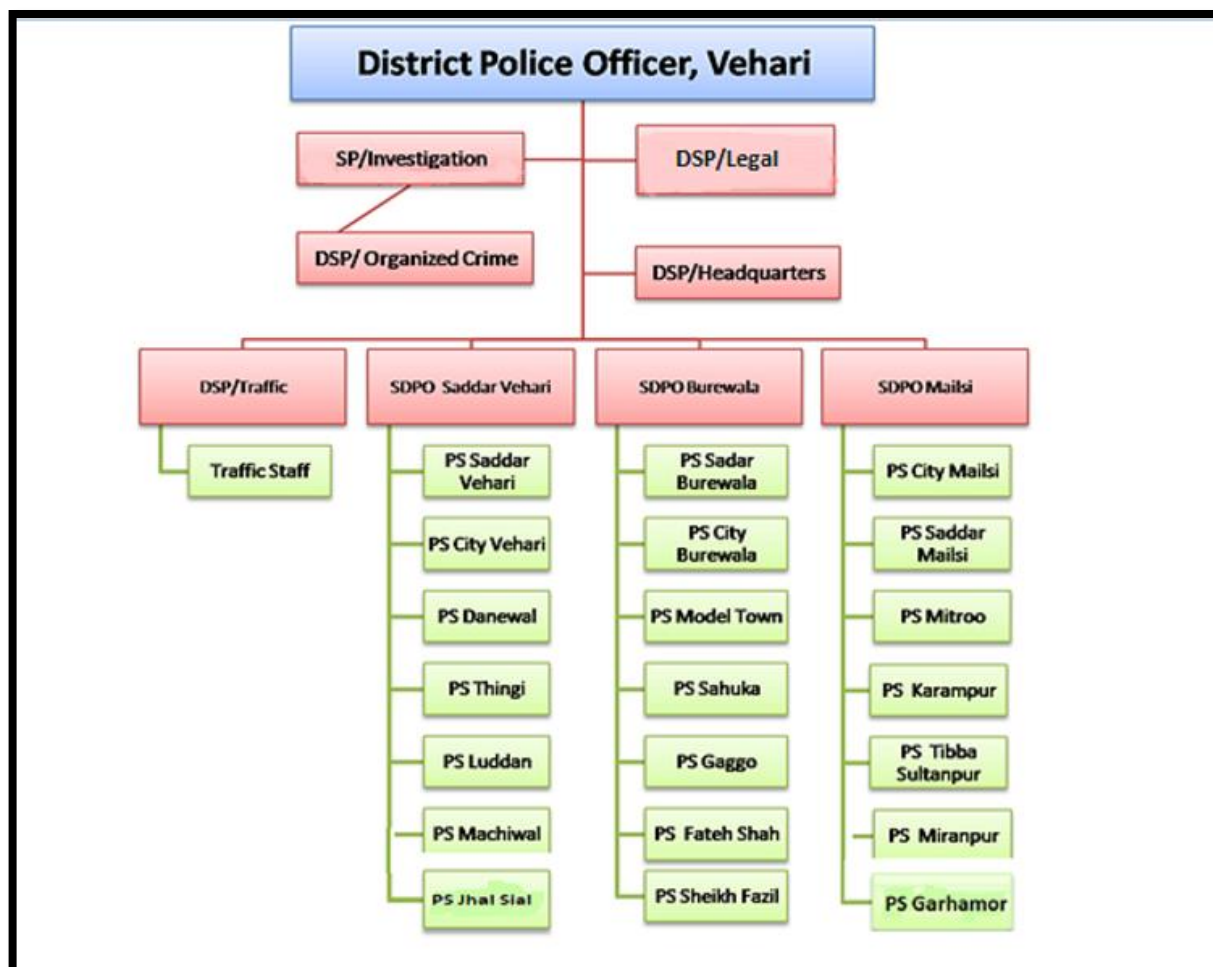 District Police Officer, Vehari
SP/Investigation
DSP/Legal
DSP/ Organized Crime
DSP/Headquarters
DSP/Traffic
SDPO Saddar Vehari
SDPO Burewala
SDPO Mailsi
Traffic Staff
PS Saddar
Vehari
PS City Vehari
PS Danewal
PS Thingi
PS Luddan
PS Machiwal
PS Jhal Sial
PS Sadar
Burewala
PS City
Burewala
PS Model Town
PS Sahuka
PS Gaggo
PS Fateh Shah
PS Sheikh Fazil
PS City Mailsi
PS Saddar
Mailsi
PS Mitroo
PS Karampur
PS Tibba
Sultanpur
PS Miranpur
PS Garhamor